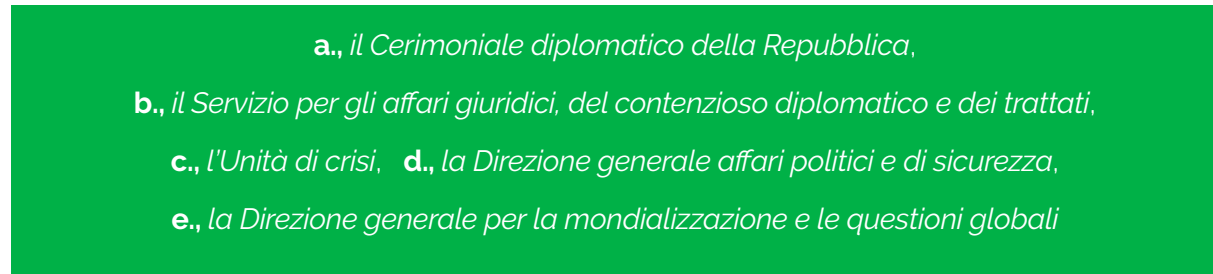 a., il Cerimoniale diplomatico della Repubblica,
b., il Servizio per gli affari giuridici, del contenzioso diplomatico e dei trattati,
c., l'Unità di crisi, d., la Direzione generale affari politici e di sicurezza,
e., la Direzione generale per la mondializzazione e le questioni globali